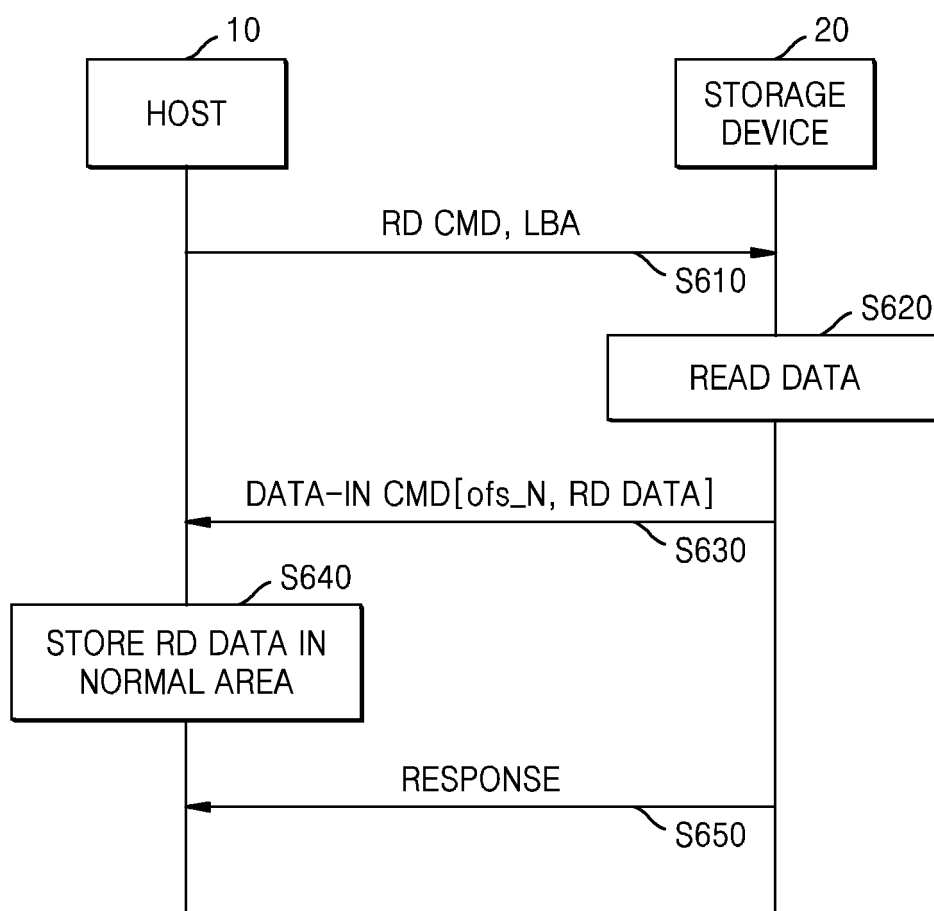 10
20
HOST
STORAGE
DEVICE
RD CMD, LBA
S610
S620
READ DATA
DATA-IN CMD[ofs_N, RD DATA]
S630
S640
STORE RD DATA IN
NORMAL AREA
RESPONSE
S650